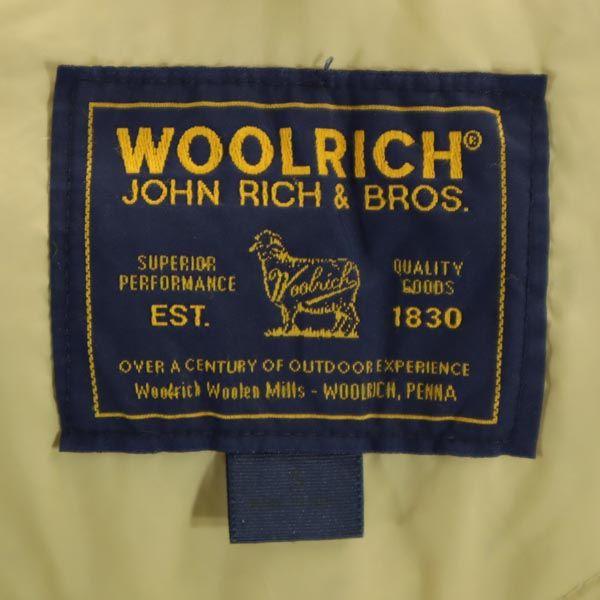 WOOLRICH®
JOHN RICH & BROS.
SUPERIOR
PERFORMANCE
EST.
Woolrich
QUALITY
GOODS
1830
OVER A CENTURY OF OUTDOOR EXPERIENCE
Woolrich Woolen Mills - WOOLRICH, PENNA